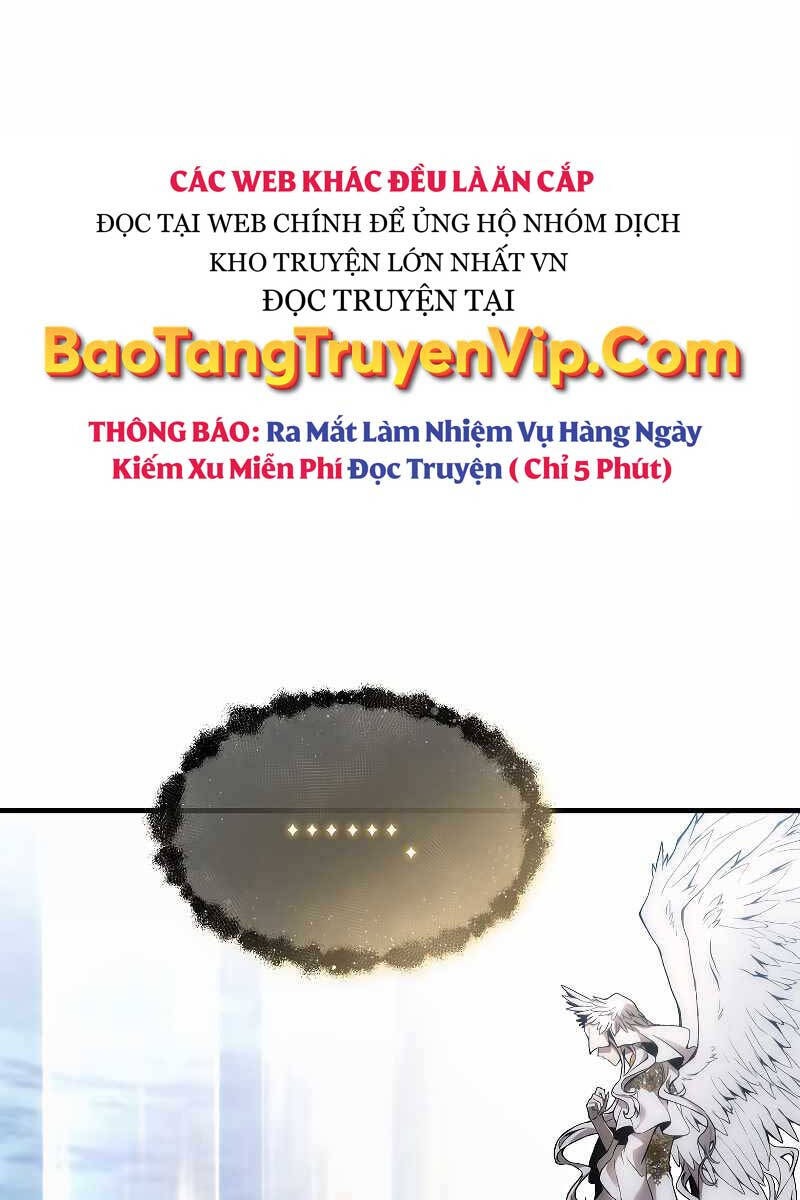 CÁC WEB KHÁC ĐỀU LÀ ĂN CẮP
ĐỌC TẠI WEB CHÍNH ĐỂ ỦNG HỘ NHÓM DỊCH
KHO TRUYỆN LỚN NHẤT VN
ĐỌC TRUYỆN TẠI
BaoTangTruyenVip.Com
THÔNG BÁO: Ra Mắt Làm Nhiệm Vụ Hàng Ngày
Kiếm Xu Miễn Phí Đọc Truyện ( Chỉ 5 Phút)